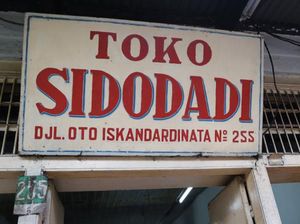 TOKO
SIDODADI
DJL. OTO ISKANDARDINATA Nº 255